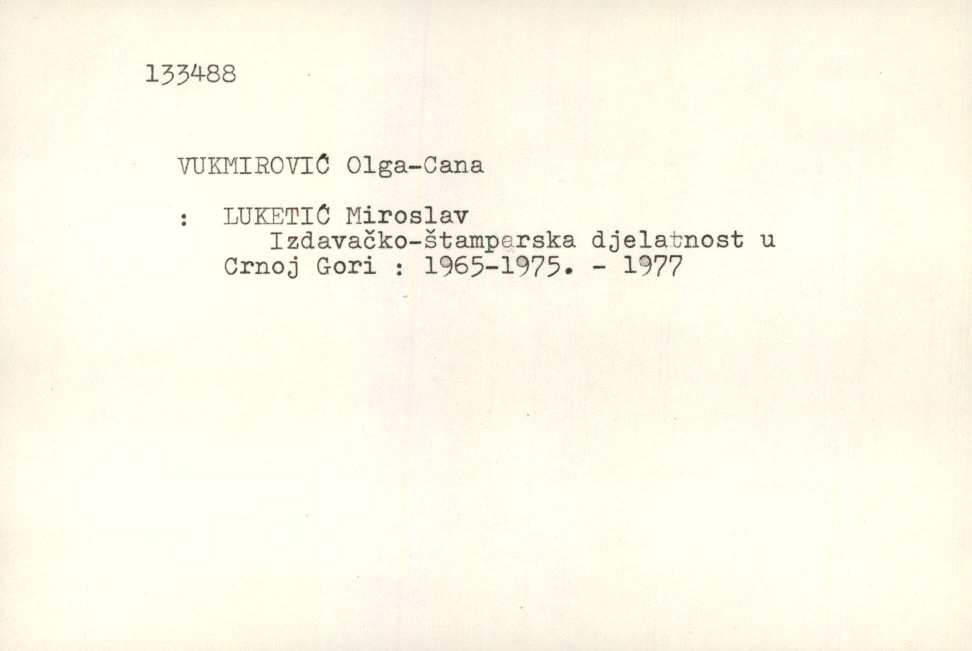 133488
VUKMIROVIĆ Olga-Cana
: LUKETIĆ Miroslav
Izdavačko-štamparska djelatnost u
Crnoj Gori : 1965-1975. - 1977